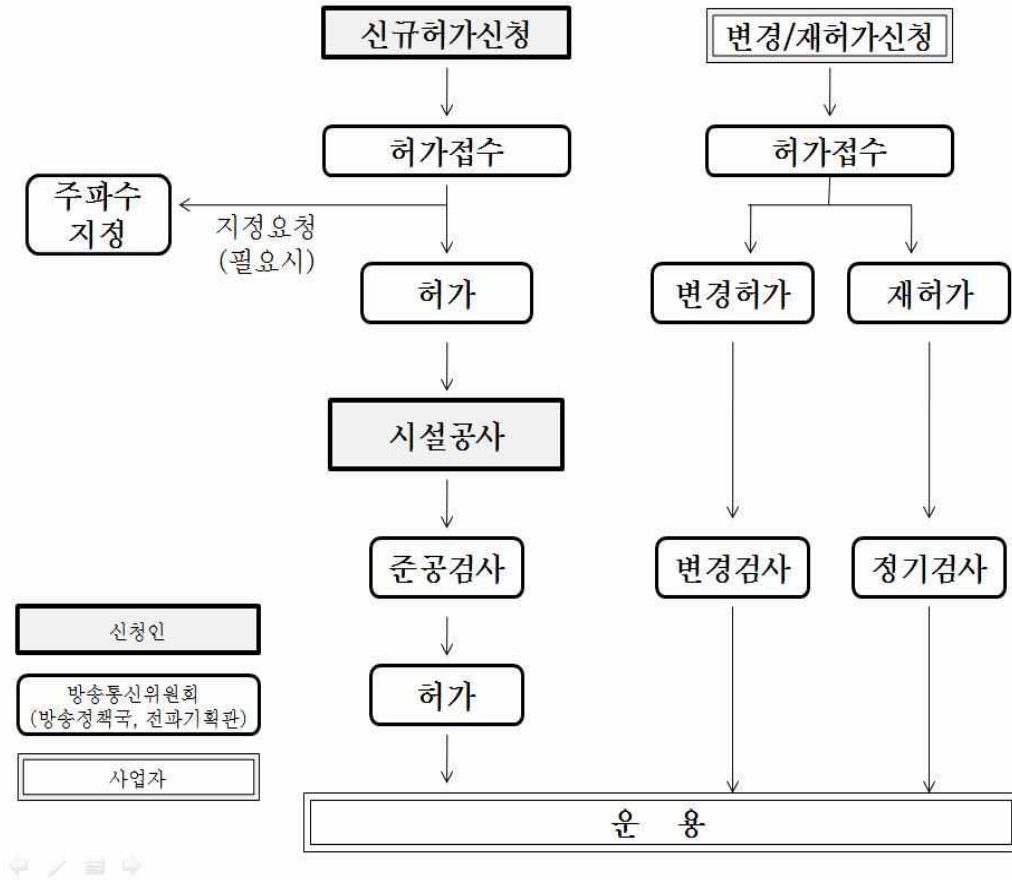 신규허가신청
변경/재허가신청
허가접수
허가접수
주파수
지정
지정요청
(필요시)
허가
변경허가
재허가
시설공사
준공검사
변경검사
정기검사
신청인
방송통신위원회
(방송정책국, 전파기획관)
허가
사업자
운 용